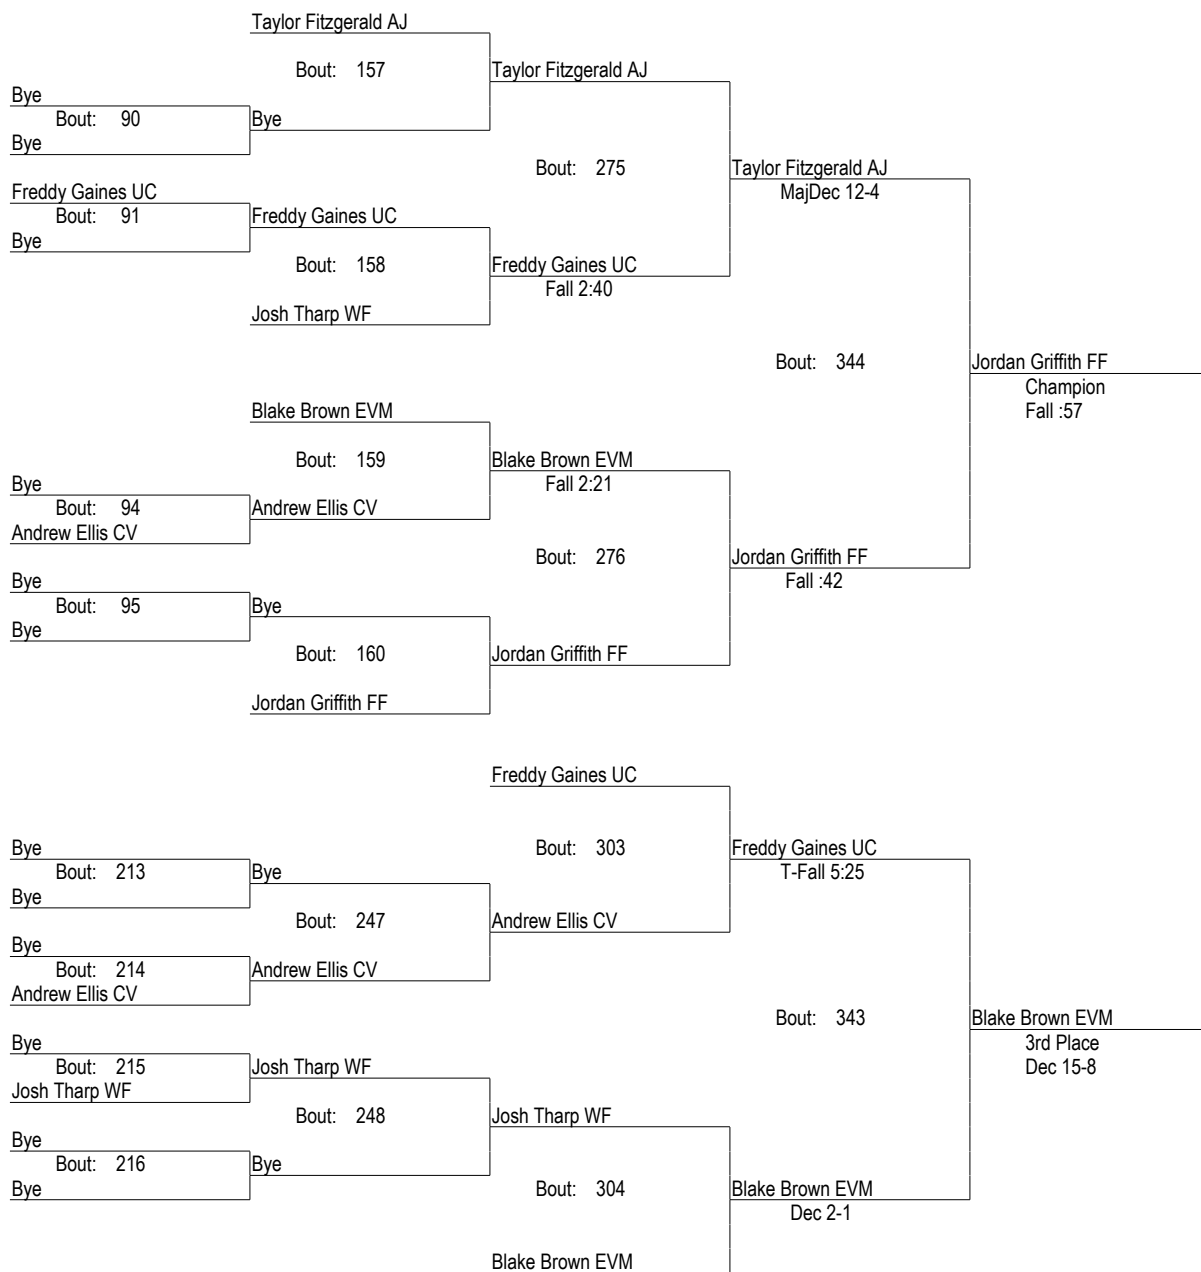 Taylor Fitzgerald AJ
Bout: 157
Taylor Fitzgerald AJ
Bye
Bout: 90
Bye
Bye
Bout: 275
Taylor Fitzgerald AJ
MajDec 12-4
Freddy Gaines UC
Bout: 91
Freddy Gaines UC
Bye
Bout: 158
Freddy Gaines UC
Fall 2:40
Josh Tharp WF
Bout: 344
Jordan Griffith FF
Champion
Fall :57
Blake Brown EVM
Bout: 159
Blake Brown EVM
Fall 2:21
Bye
Bout: 94
Andrew Ellis CV
Andrew Ellis CV
Bout: 276
Jordan Griffith FF
Fall :42
Bye
Bout: 95
Bye
Bye
Bout: 160
Jordan Griffith FF
Jordan Griffith FF
Freddy Gaines UC
Bout: 303
Freddy Gaines UC
T-Fall 5:25
Bye
Bout: 213
Bye
Bye
Bout: 247
Andrew Ellis CV
Bye
Bout: 214
Andrew Ellis CV
Andrew Ellis CV
Bout: 343
Blake Brown EVM
3rd Place
Dec 15-8
Bye
Bout: 215
Josh Tharp WF
Josh Tharp WF
Bout: 248
Josh Tharp WF
Bye
Bout: 216
Bye
Bye
Bout: 304
Blake Brown EVM
Dec 2-1
Blake Brown EVM